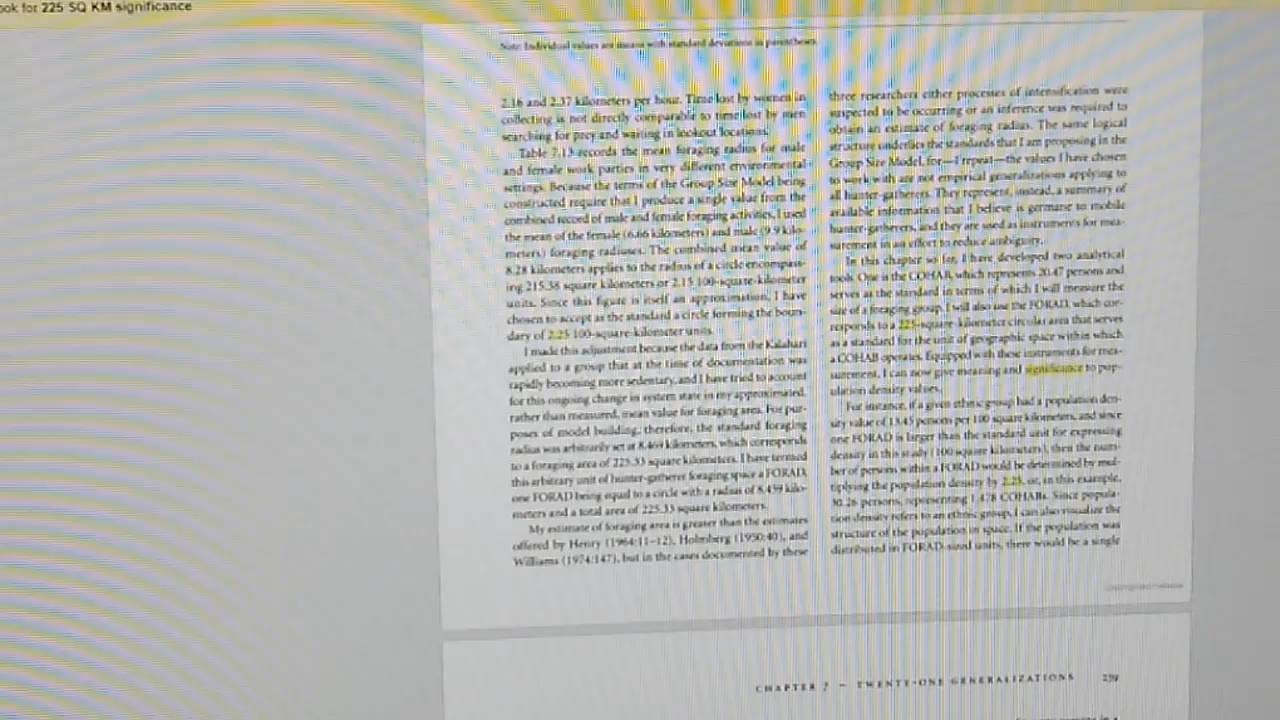 ook for 225 SQ KM significance
Note: Individual values are means with standard deviations in parentheses.
2.16 and 2.37 kilometers per hour. Time lost by women in
collecting is not directly comparable to time lost by men
searching for prey and waiting in lookout locations.
Table 7.13 records the mean foraging radius for male
and female work parties in very different environmental
settings. Because the terms of the Group Size Model being
constructed require that I produce a single value from the
combined record of male and female foraging activities, I used
the mean of the female (6.66 kilometers) and male (9.9 kilo-
meters) foraging radiuses. The combined mean value of
8.28 kilometers applies to the radius of a circle encompass-
ing 215.38 square kilometers or 2.15 100-square-kilometer
units. Since this figure is itself an approximation, I have
chosen to accept as the standard a circle forming the boun-
dary of 2.25 100-square-kilometer units.
I made this adjustment because the data from the Kalahari
applied to a group that at the time of documentation was
rapidly becoming more sedentary, and I have tried to account
for this ongoing change in system state in my approximated,
rather than measured, mean value for foraging area. For pur-
poses of model building, therefore, the standard foraging
radius was arbitrarily set at 8.469 kilometers, which corresponds
to a foraging area of 225.33 square kilometers. I have termed
this arbitrary unit of hunter-gatherer foraging space a FORAD,
one FORAD being equal to a circle with a radius of 8.459 kilo-
meters and a total area of 225.33 square kilometers.
My estimate of foraging area is greater than the estimates
offered by Henry (1964:11–12), Holmberg (1950:40), and
Williams (1974:147), but in the cases documented by these
three researchers either processes of intensification were
suspected to be occurring or an inference was required to
obtain an estimate of foraging radius. The same logical
structure underlies the standards that I am proposing in the
Group Size Model, for—I repeat—the values I have chosen
to work with are not empirical generalizations applying to
all hunter-gatherers. They represent, instead, a summary of
available information that I believe is germane to mobile
hunter-gatherers, and they are used as instruments for mea-
surement in an effort to reduce ambiguity.
In this chapter so far, I have developed two analytical
tools. One is the COHAB, which represents 20.47 persons and
serves as the standard in terms of which I will measure the
size of a foraging group. I will also use the FORAD, which cor-
responds to a 225-square-kilometer circular area that serves
as a standard for the unit of geographic space within which
a COHAB operates. Equipped with these instruments for mea-
surement, I can now give meaning and significance to pop-
ulation density values.
For instance, if a given ethnic group had a population den-
sity value of 13.45 persons per 100 square kilometers, and since
one FORAD is larger than the standard unit for expressing
density in this study (100 square kilometers), then the num-
ber of persons within a FORAD would be determined by mul-
tiplying the population density by 2.25, or, in this example,
30.26 persons, representing 1.478 COHABs. Since popula-
tion density refers to an ethnic group, I can also visualize the
structure of the population in space. If the population was
distributed in FORAD-sized units, there would be a single
CHAPTER 7 – TWENTY-ONE GENERALIZATIONS 239